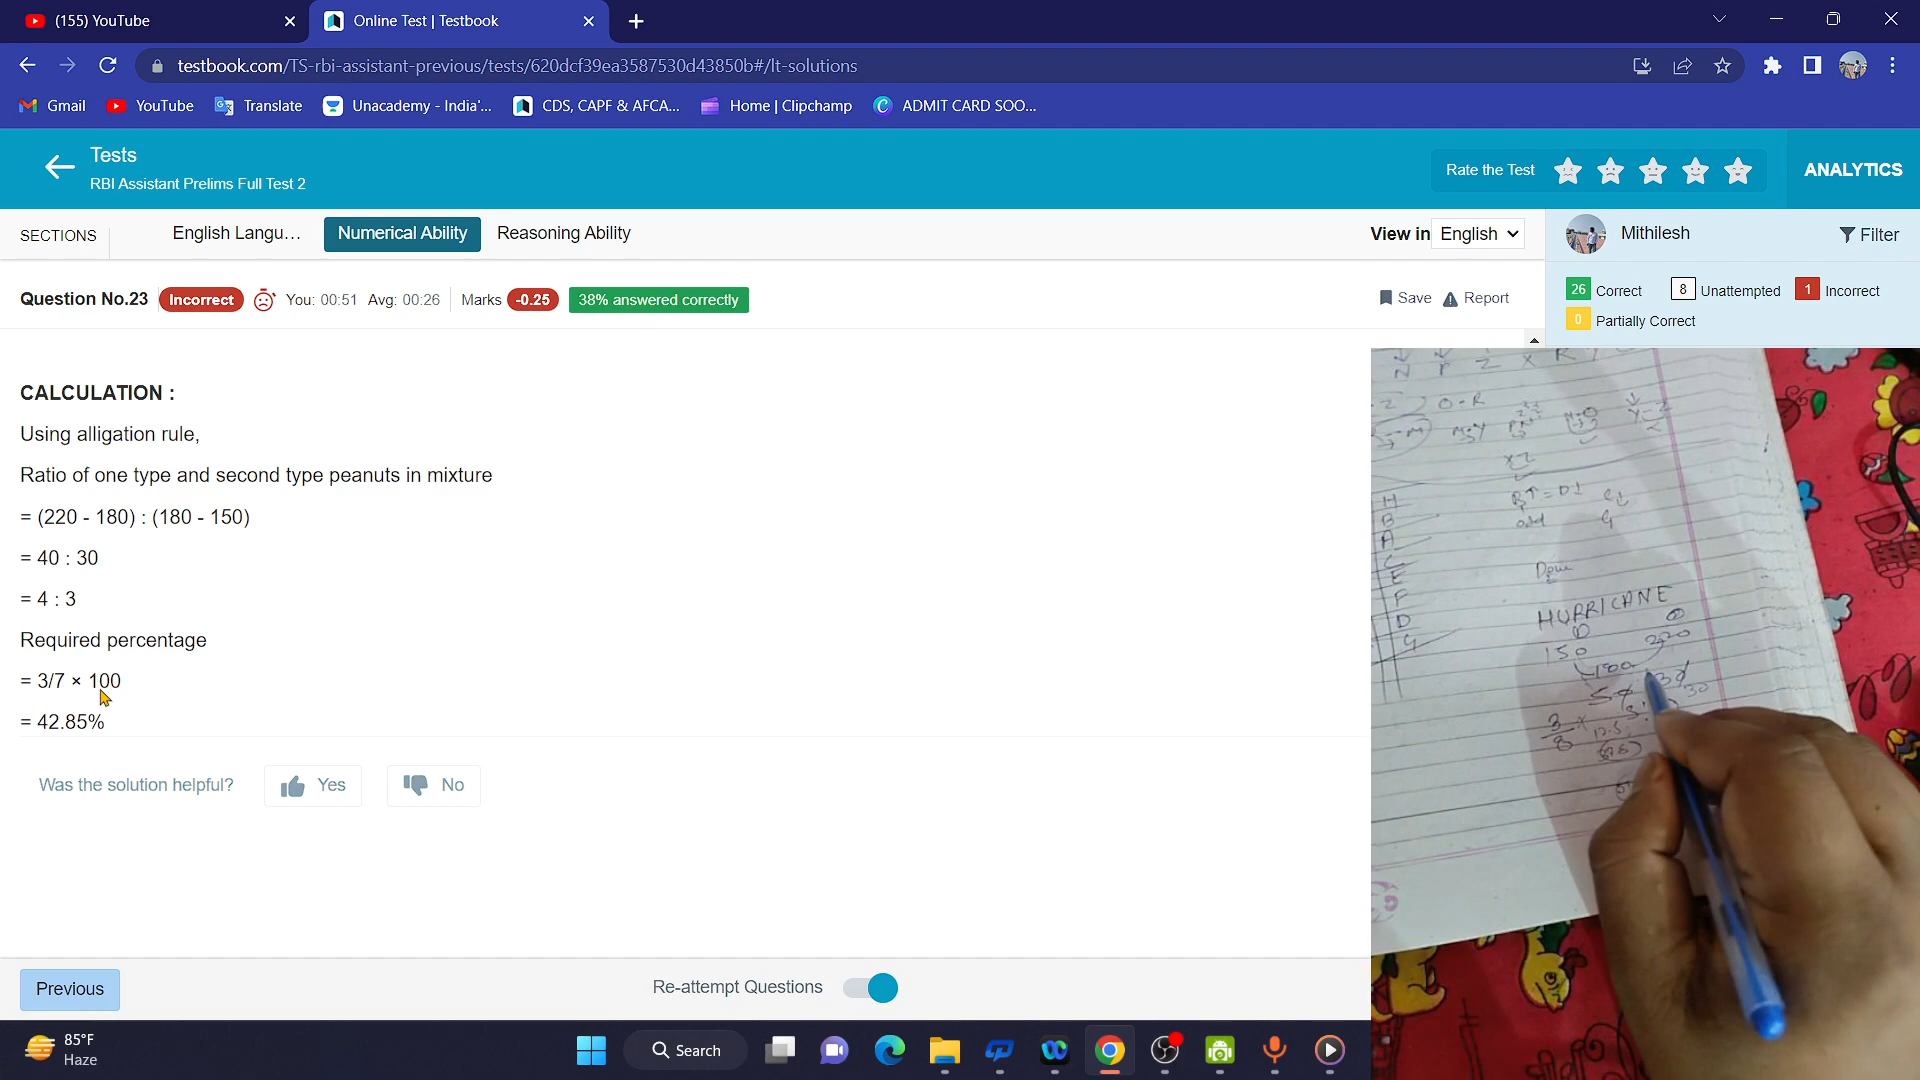 (155) YouTube
Online Test | Testbook
testbook.com/TS-rbi-assistant-previous/tests/620dcf39ea3587530d43850b#/lt-solutions
Gmail YouTube Translate Unacademy - India'... CDS, CAPF & AFCA... Home | Clipchamp ADMIT CARD SOO...
Tests
RBI Assistant Prelims Full Test 2
Rate the Test
ANALYTICS
SECTIONS English Langu... Numerical Ability Reasoning Ability View in English
Mithilesh
Filter
Question No.23 Incorrect You: 00:51 Avg: 00:26 Marks -0.25 38% answered correctly Save Report
26 Correct 8 Unattempted 1 Incorrect
0 Partially Correct
CALCULATION :
Using alligation rule,
Ratio of one type and second type peanuts in mixture
= (220 - 180) : (180 - 150)
= 40 : 30
= 4 : 3
Required percentage
= 3/7 × 100
= 42.85%
Was the solution helpful? Yes No
Previous
Re-attempt Questions
85°F
Haze
Search
H
B
A
C
E
F
D
G
HURRICANE
150 220